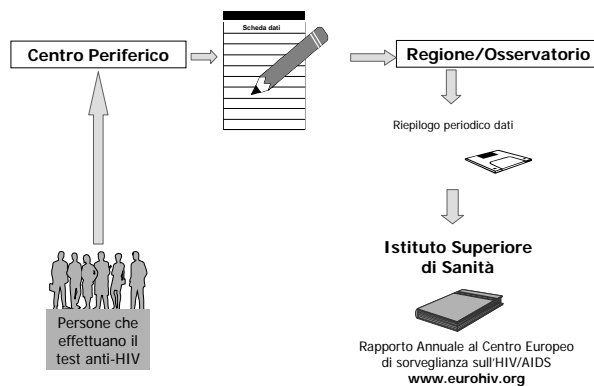 Scheda dati
Centro Periferico
Regione/Osservatorio
Riepilogo periodico dati
Istituto Superiore
di Sanità
Persone che
effettuano il
test anti-HIV
Rapporto Annuale al Centro Europeo
di sorveglianza sull'HIV/AIDS
www.eurohiv.org